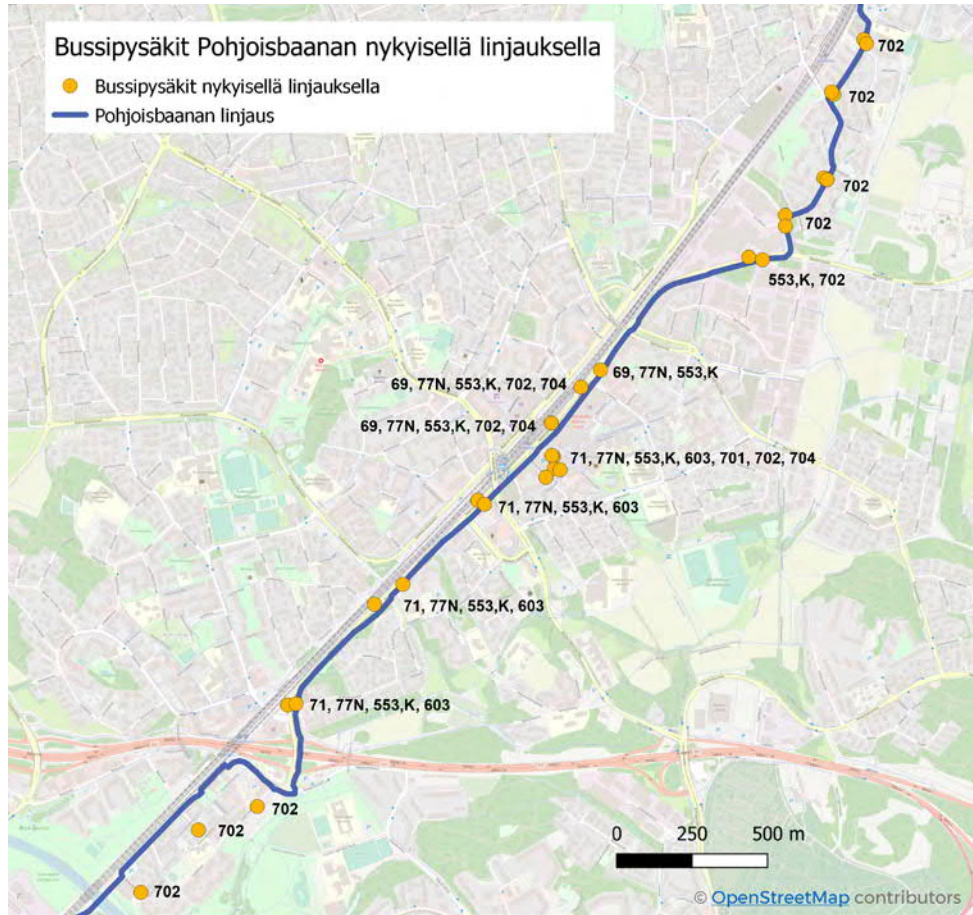 Bussipysäkit Pohjoisbaanan nykyisellä linjauksella
Bussipysäkit nykyisellä linjauksella
Pohjoisbaanan linjaus
702
702
702
702
553,K, 702
69, 77N, 553,K, 702, 704
69, 77N, 553,K
69, 77N, 553,K, 702, 704
71, 77N, 553,K, 603, 701, 702, 704
71, 77N, 553,K, 603
71, 77N, 553,K, 603
71, 77N, 553,K, 603
702
702
702
0 250 500 m
© OpenStreetMap contributors